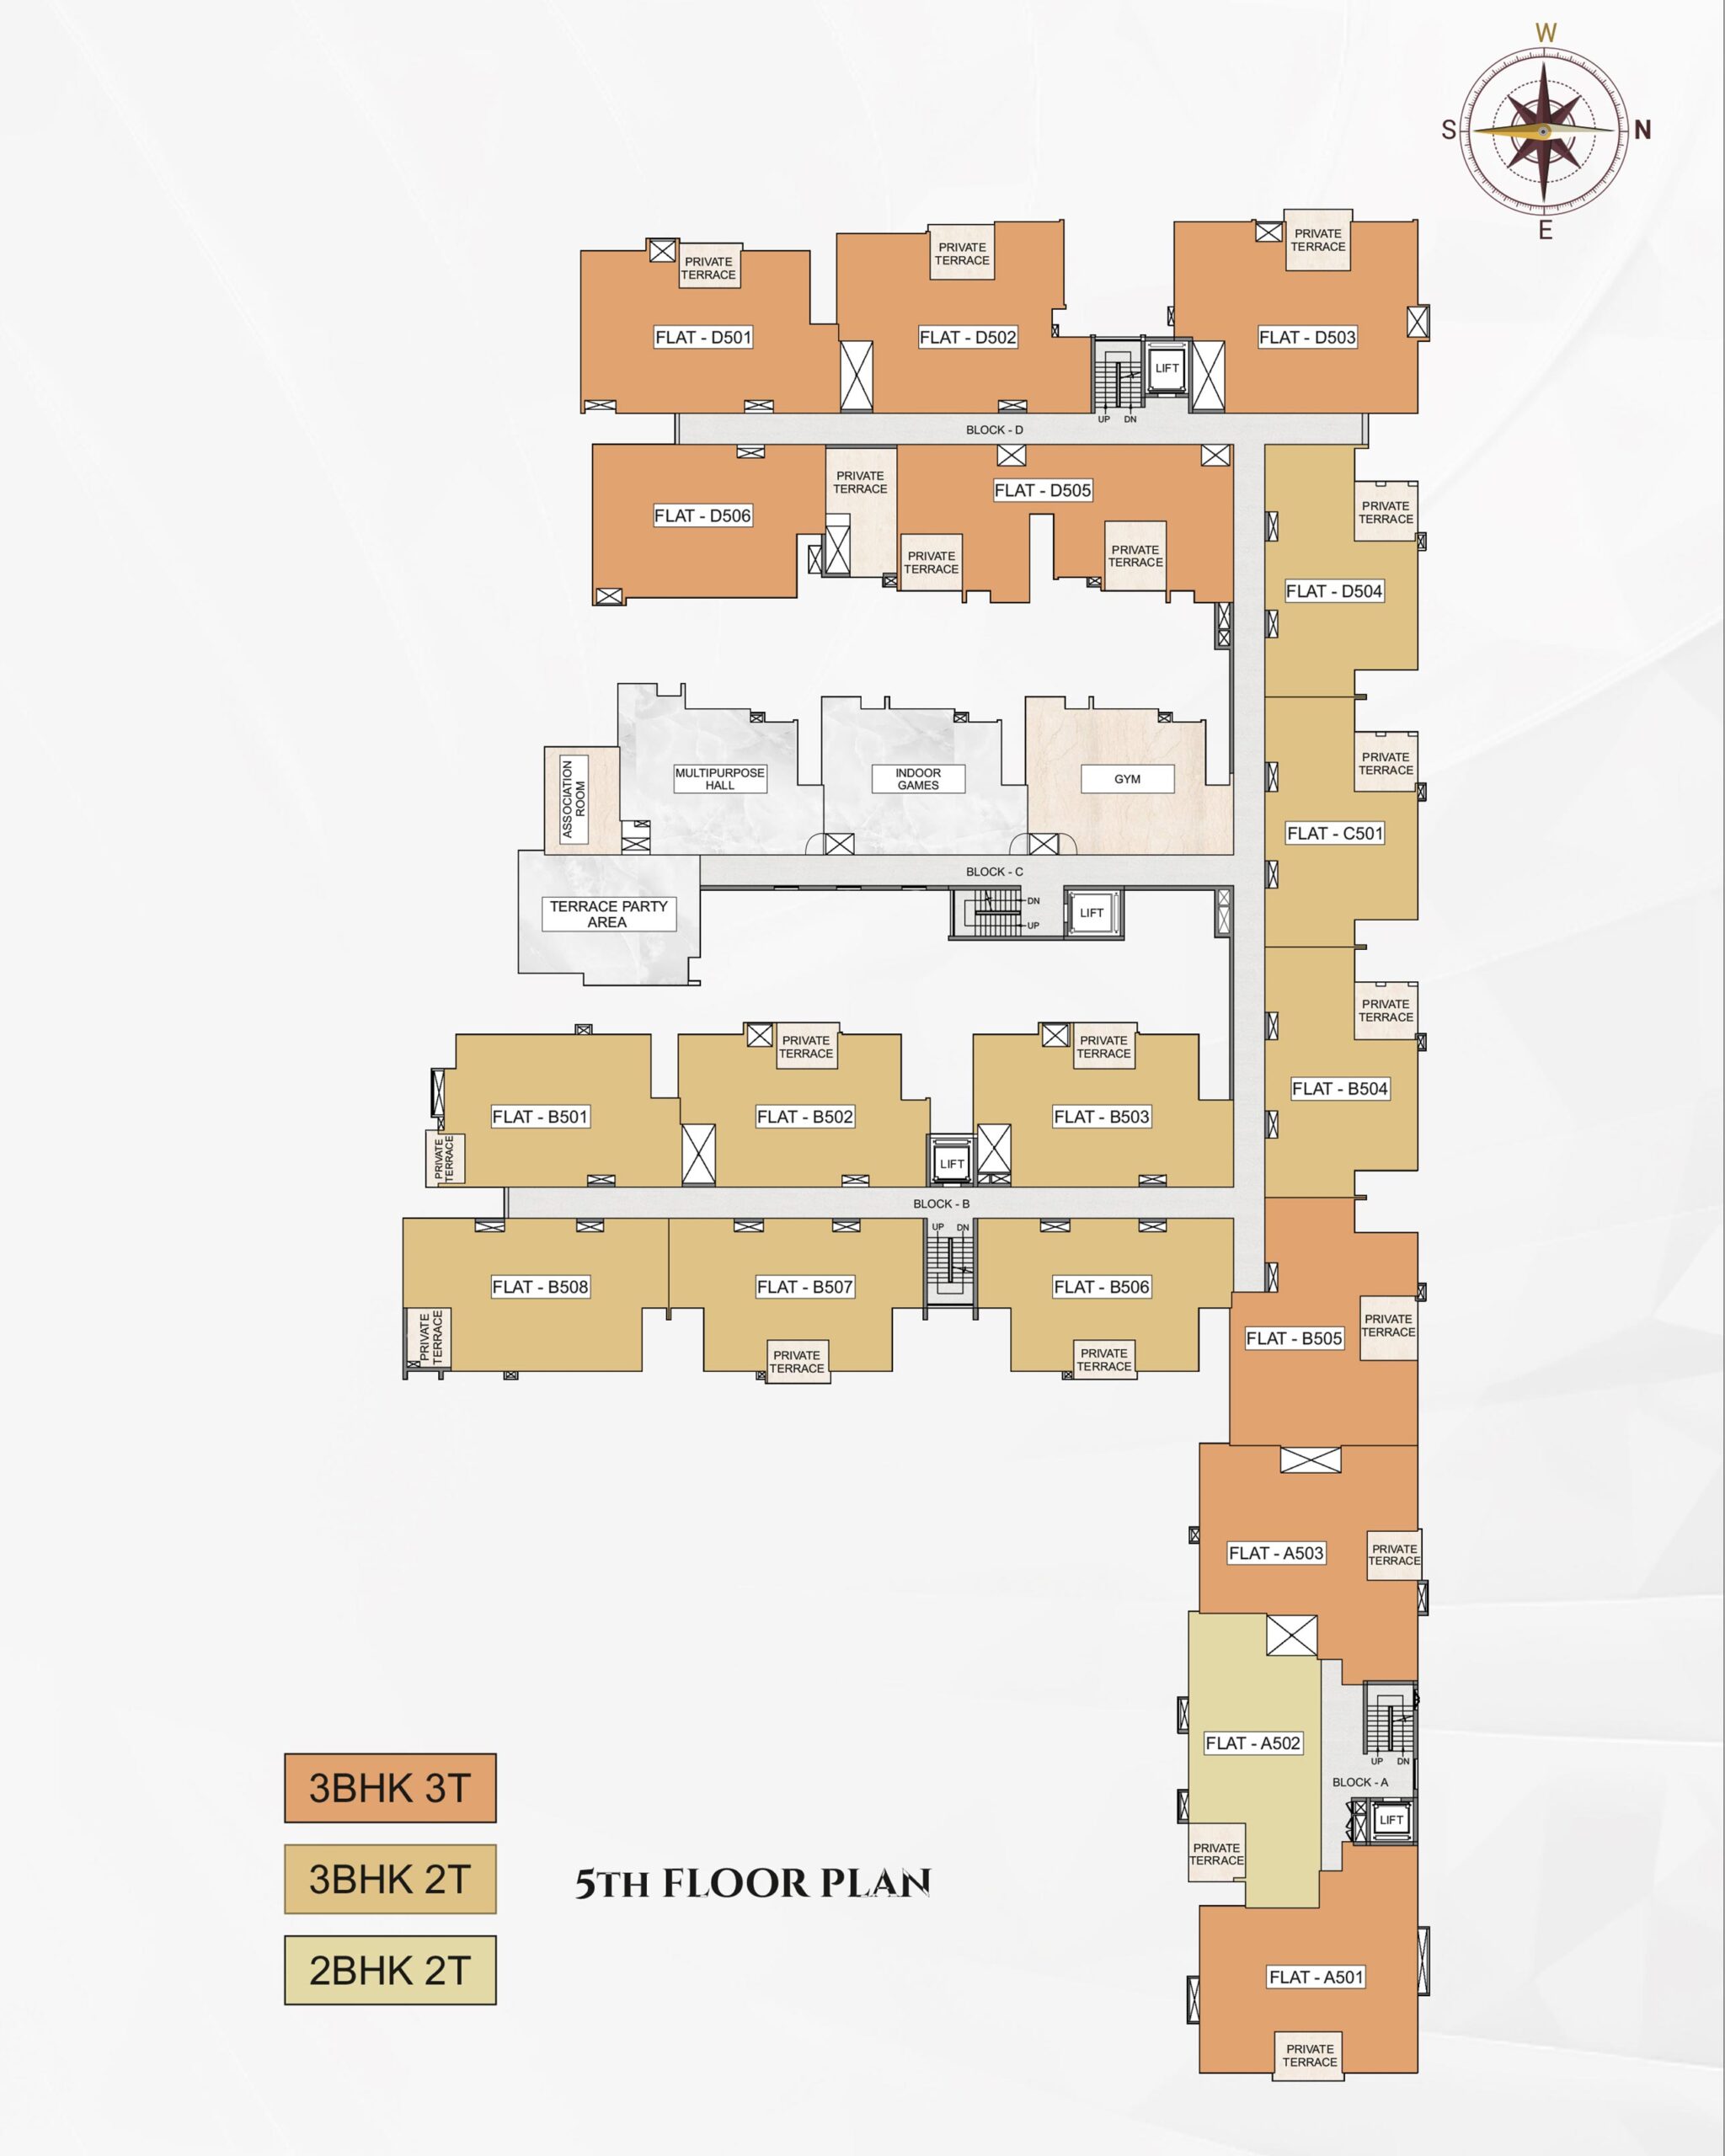 W
S
N
E
PRIVATE
TERRACE
PRIVATE
TERRACE
PRIVATE
TERRACE
FLAT - D501
FLAT - D502
FLAT - D503
LIFT
UP DN
BLOCK - D
PRIVATE
TERRACE
FLAT - D506
FLAT - D505
PRIVATE
TERRACE
PRIVATE
TERRACE
PRIVATE
TERRACE
FLAT - D504
ASSOCIATION
ROOM
MULTIPURPOSE
HALL
INDOOR
GAMES
GYM
PRIVATE
TERRACE
FLAT - C501
BLOCK - C
TERRACE PARTY
AREA
DN
UP
LIFT
PRIVATE
TERRACE
FLAT - B504
PRIVATE
TERRACE
PRIVATE
TERRACE
FLAT - B501
FLAT - B502
FLAT - B503
PRIVATE
TERRACE
LIFT
BLOCK - B
UP DN
FLAT - B508
FLAT - B507
FLAT - B506
PRIVATE
TERRACE
PRIVATE
TERRACE
PRIVATE
TERRACE
FLAT - B505
PRIVATE
TERRACE
FLAT - A503
PRIVATE
TERRACE
FLAT - A502
UP DN
BLOCK - A
LIFT
PRIVATE
TERRACE
FLAT - A501
PRIVATE
TERRACE
3BHK 3T
3BHK 2T
2BHK 2T
5TH FLOOR PLAN